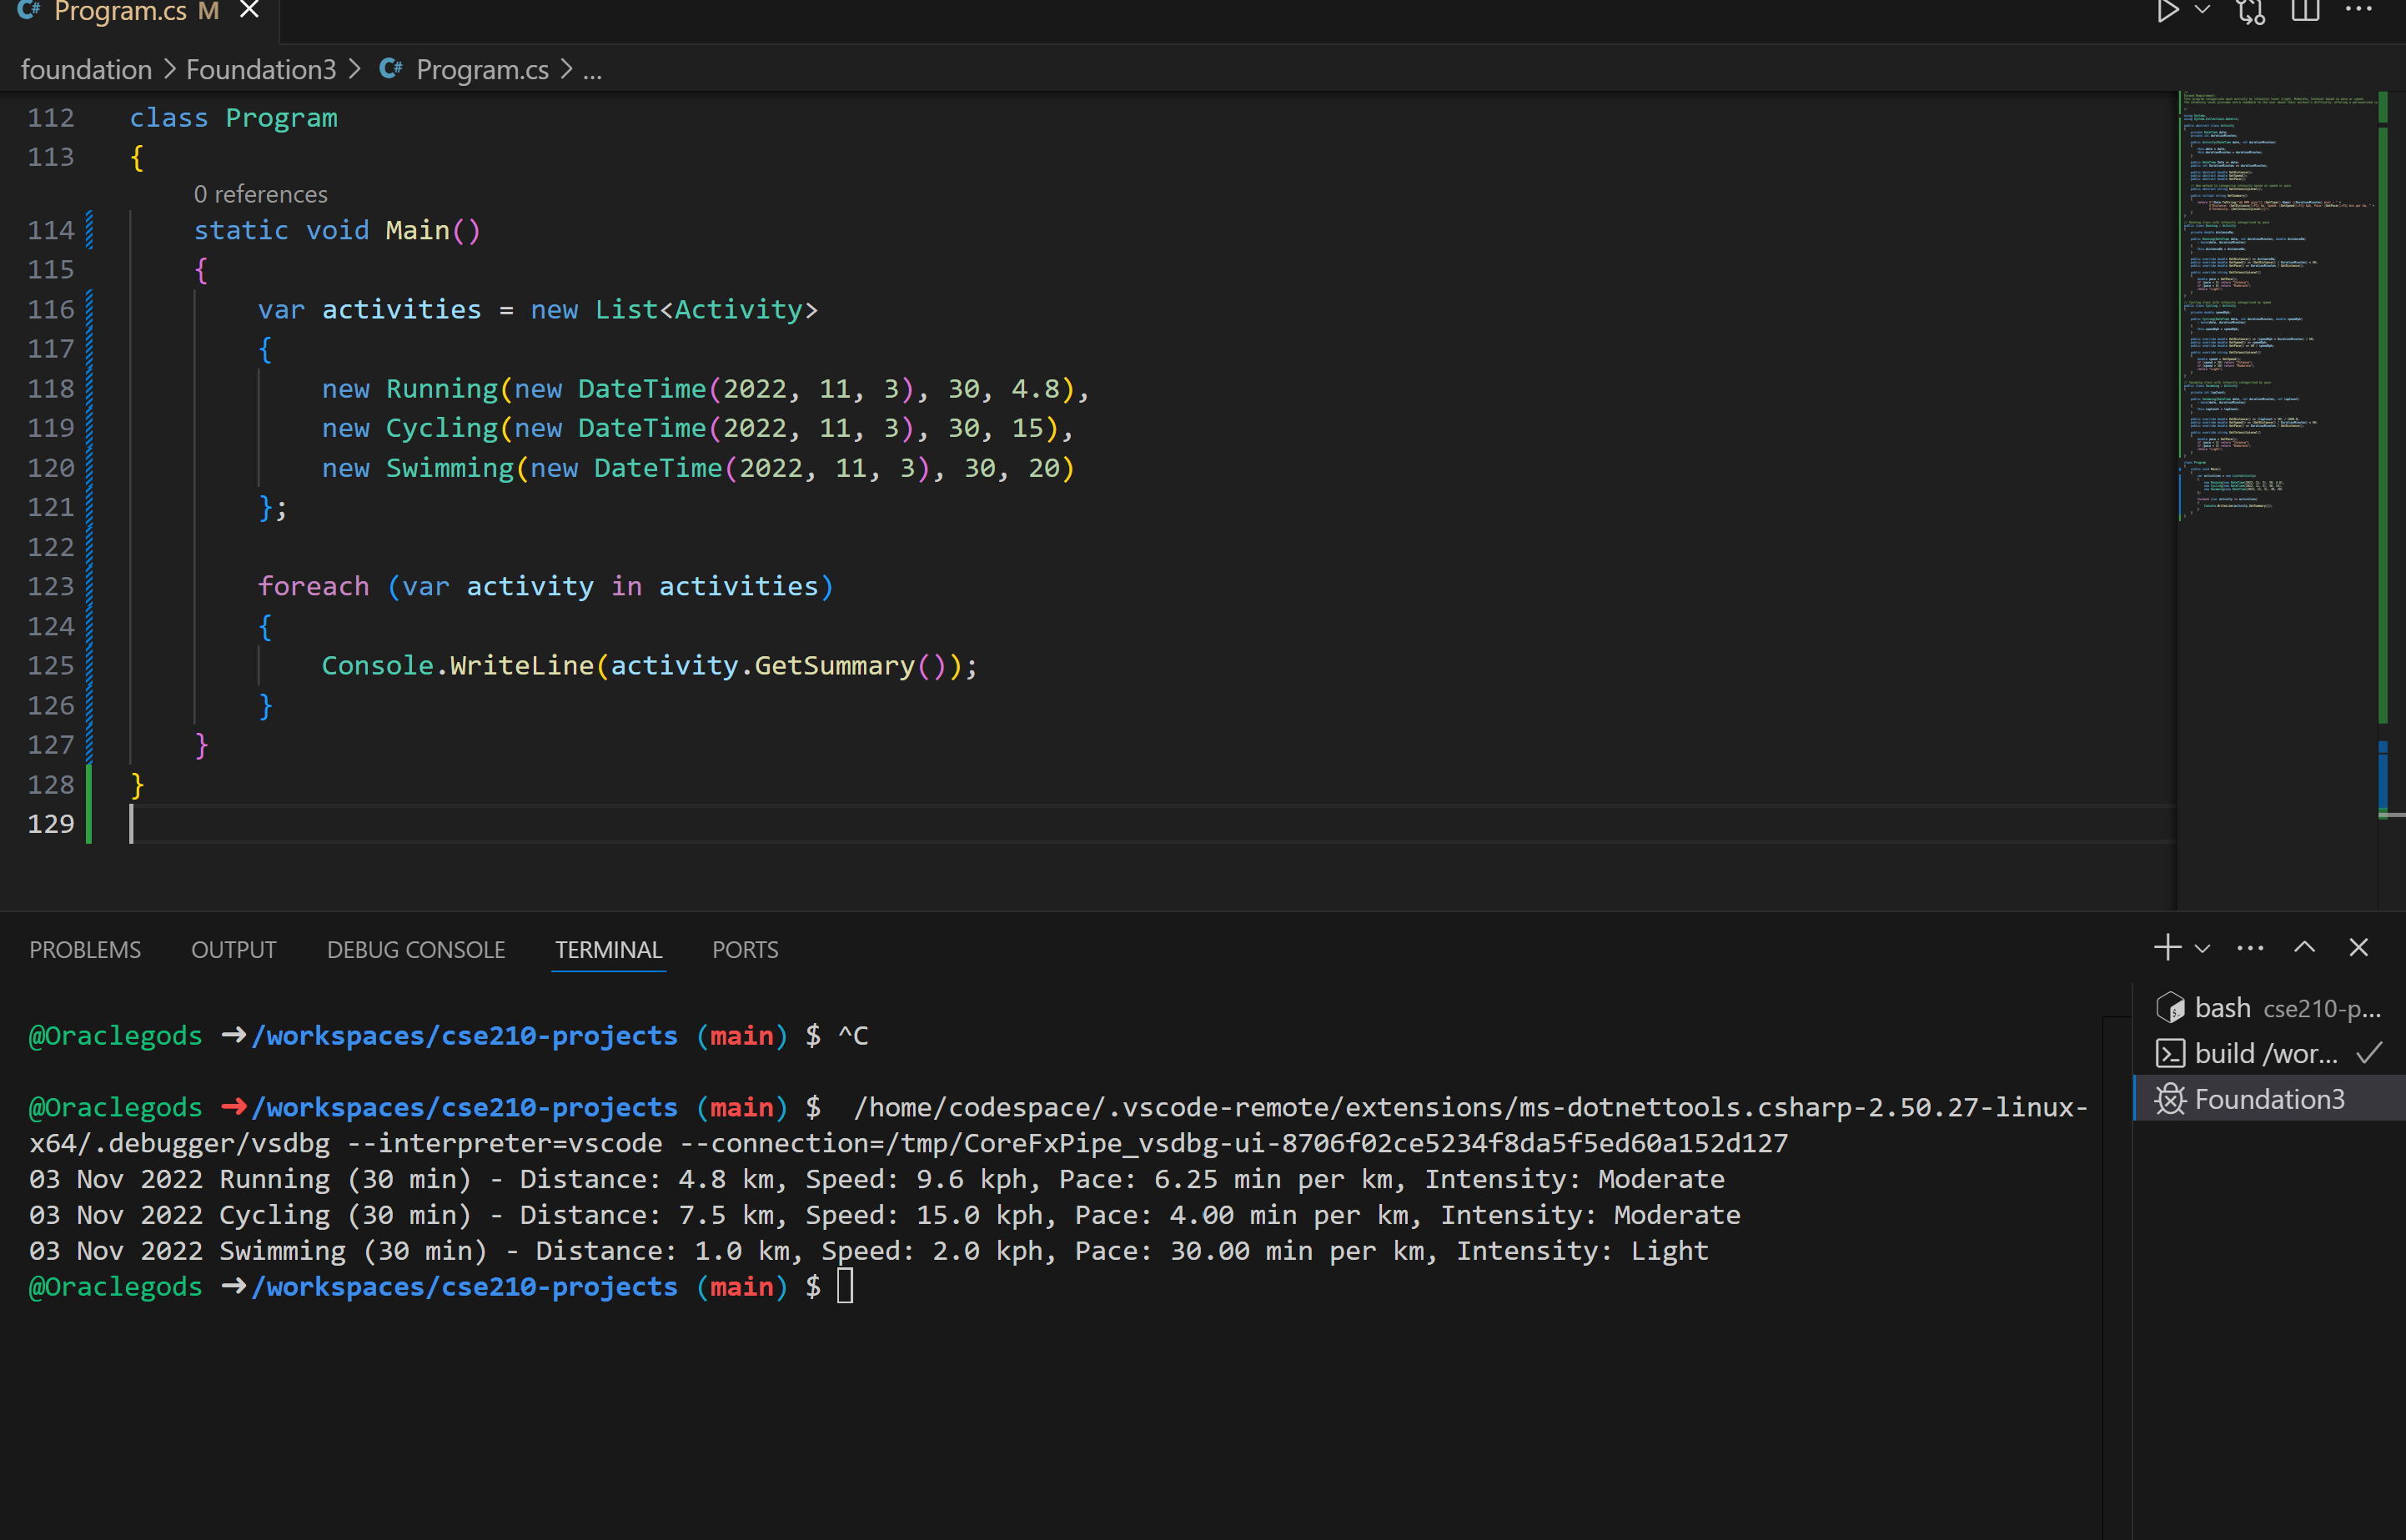 C# Program.cs M
foundation > Foundation3 > C# Program.cs > ...
112 class Program
113 {
0 references
114 static void Main()
115 {
116 var activities = new List<Activity>
117 {
118 new Running(new DateTime(2022, 11, 3), 30, 4.8),
119 new Cycling(new DateTime(2022, 11, 3), 30, 15),
120 new Swimming(new DateTime(2022, 11, 3), 30, 20)
121 };
122
123 foreach (var activity in activities)
124 {
125 Console.WriteLine(activity.GetSummary());
126 }
127 }
128 }
129
PROBLEMS OUTPUT DEBUG CONSOLE TERMINAL PORTS
bash cse210-p...
build /wor...
Foundation3
@Oraclegods ➜/workspaces/cse210-projects (main) $ ^C
@Oraclegods ➜/workspaces/cse210-projects (main) $ /home/codespace/.vscode-remote/extensions/ms-dotnettools.csharp-2.50.27-linux-
x64/.debugger/vsdbg --interpreter=vscode --connection=/tmp/CoreFxPipe_vsdbg-ui-8706f02ce5234f8da5f5ed60a152d127
03 Nov 2022 Running (30 min) - Distance: 4.8 km, Speed: 9.6 kph, Pace: 6.25 min per km, Intensity: Moderate
03 Nov 2022 Cycling (30 min) - Distance: 7.5 km, Speed: 15.0 kph, Pace: 4.00 min per km, Intensity: Moderate
03 Nov 2022 Swimming (30 min) - Distance: 1.0 km, Speed: 2.0 kph, Pace: 30.00 min per km, Intensity: Light
@Oraclegods ➜/workspaces/cse210-projects (main) $